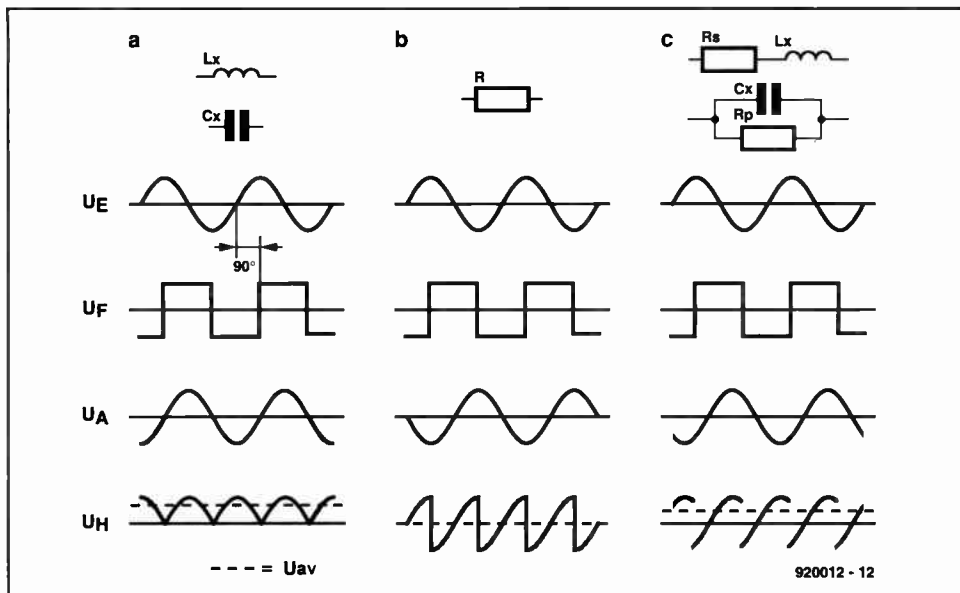 a
b
c
Lx
Cx
R
Rs
Lx
Cx
Rp
UE
90°
UF
UA
UH
--- = Uav
920012 - 12